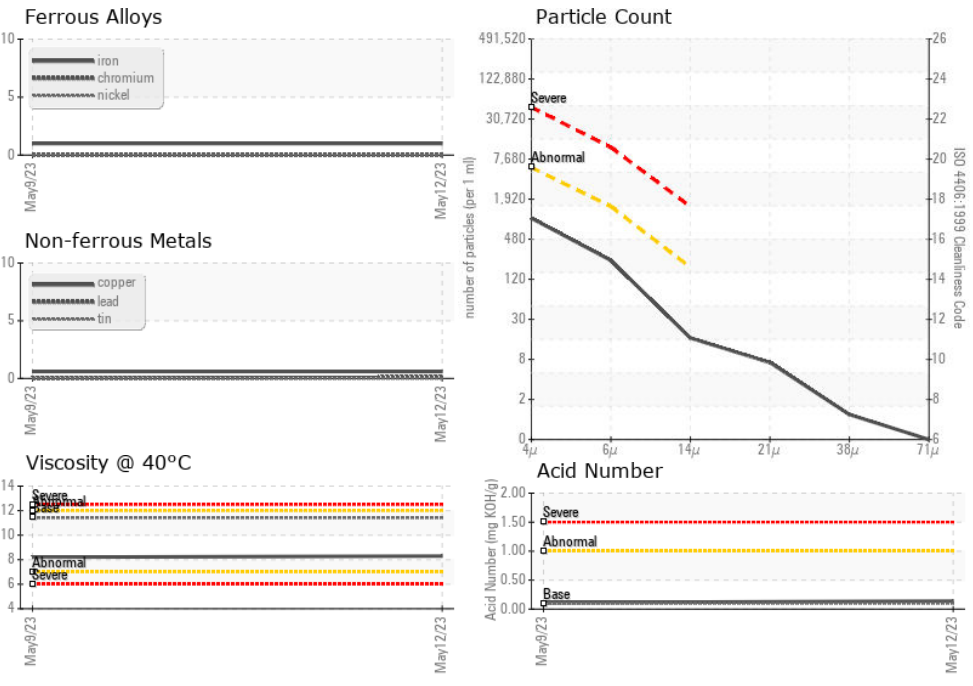 Ferrous Alloys
10
5
0
iron
chromium
nickel
May9/23
May12/23
Non-ferrous Metals
10
5
0
copper
lead
tin
May9/23
May12/23
Viscosity @ 40°C
14
12
10
8
6
4
Severe
Abnormal
Base
Abnormal
Severe
May9/23
May12/23
Particle Count
number of particles (per 1 ml)
491,520
122,880
30,720
7,680
1,920
480
120
30
8
2
0
Severe
Abnormal
26
24
22
20
18
16
14
12
10
8
6
ISO 4406:1999 Cleanliness Code
4µ
6µ
14µ
21µ
38µ
71µ
Acid Number
Acid Number (mg KOH/g)
2.00
1.50
1.00
0.50
0.00
Severe
Abnormal
Base
May9/23
May12/23